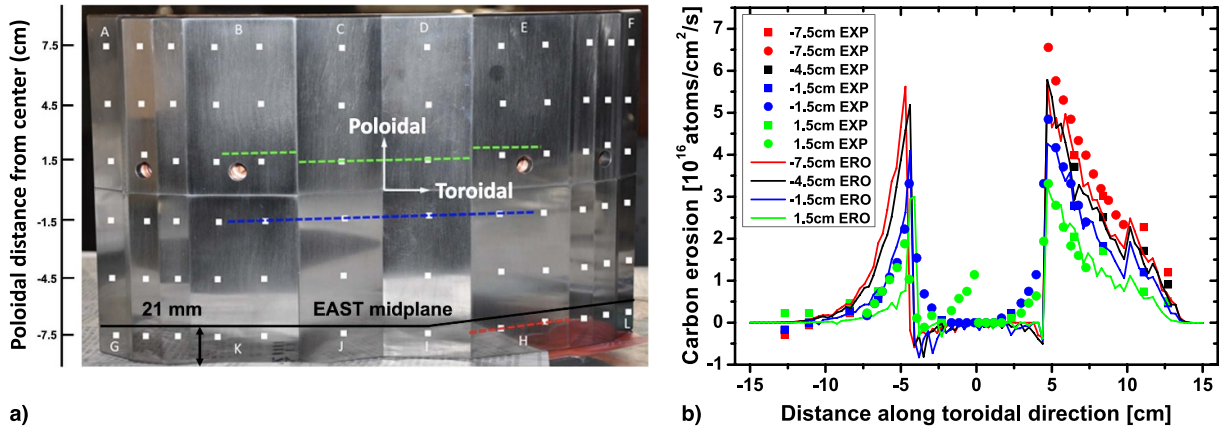 Poloidal distance from center (cm)
7.5
4.5
1.5
-1.5
-4.5
-7.5
A
B
C
D
E
F
Poloidal
Toroidal
21 mm
EAST midplane
G
K
J
I
H
L
a)
Carbon erosion [10^16 atoms/cm^2/s]
7
6
5
4
3
2
1
0
-1
-7.5cm EXP
-7.5cm EXP
-4.5cm EXP
-1.5cm EXP
-1.5cm EXP
1.5cm EXP
1.5cm EXP
-7.5cm ERO
-4.5cm ERO
-1.5cm ERO
1.5cm ERO
-15
-10
-5
0
5
10
15
b)
Distance along toroidal direction [cm]